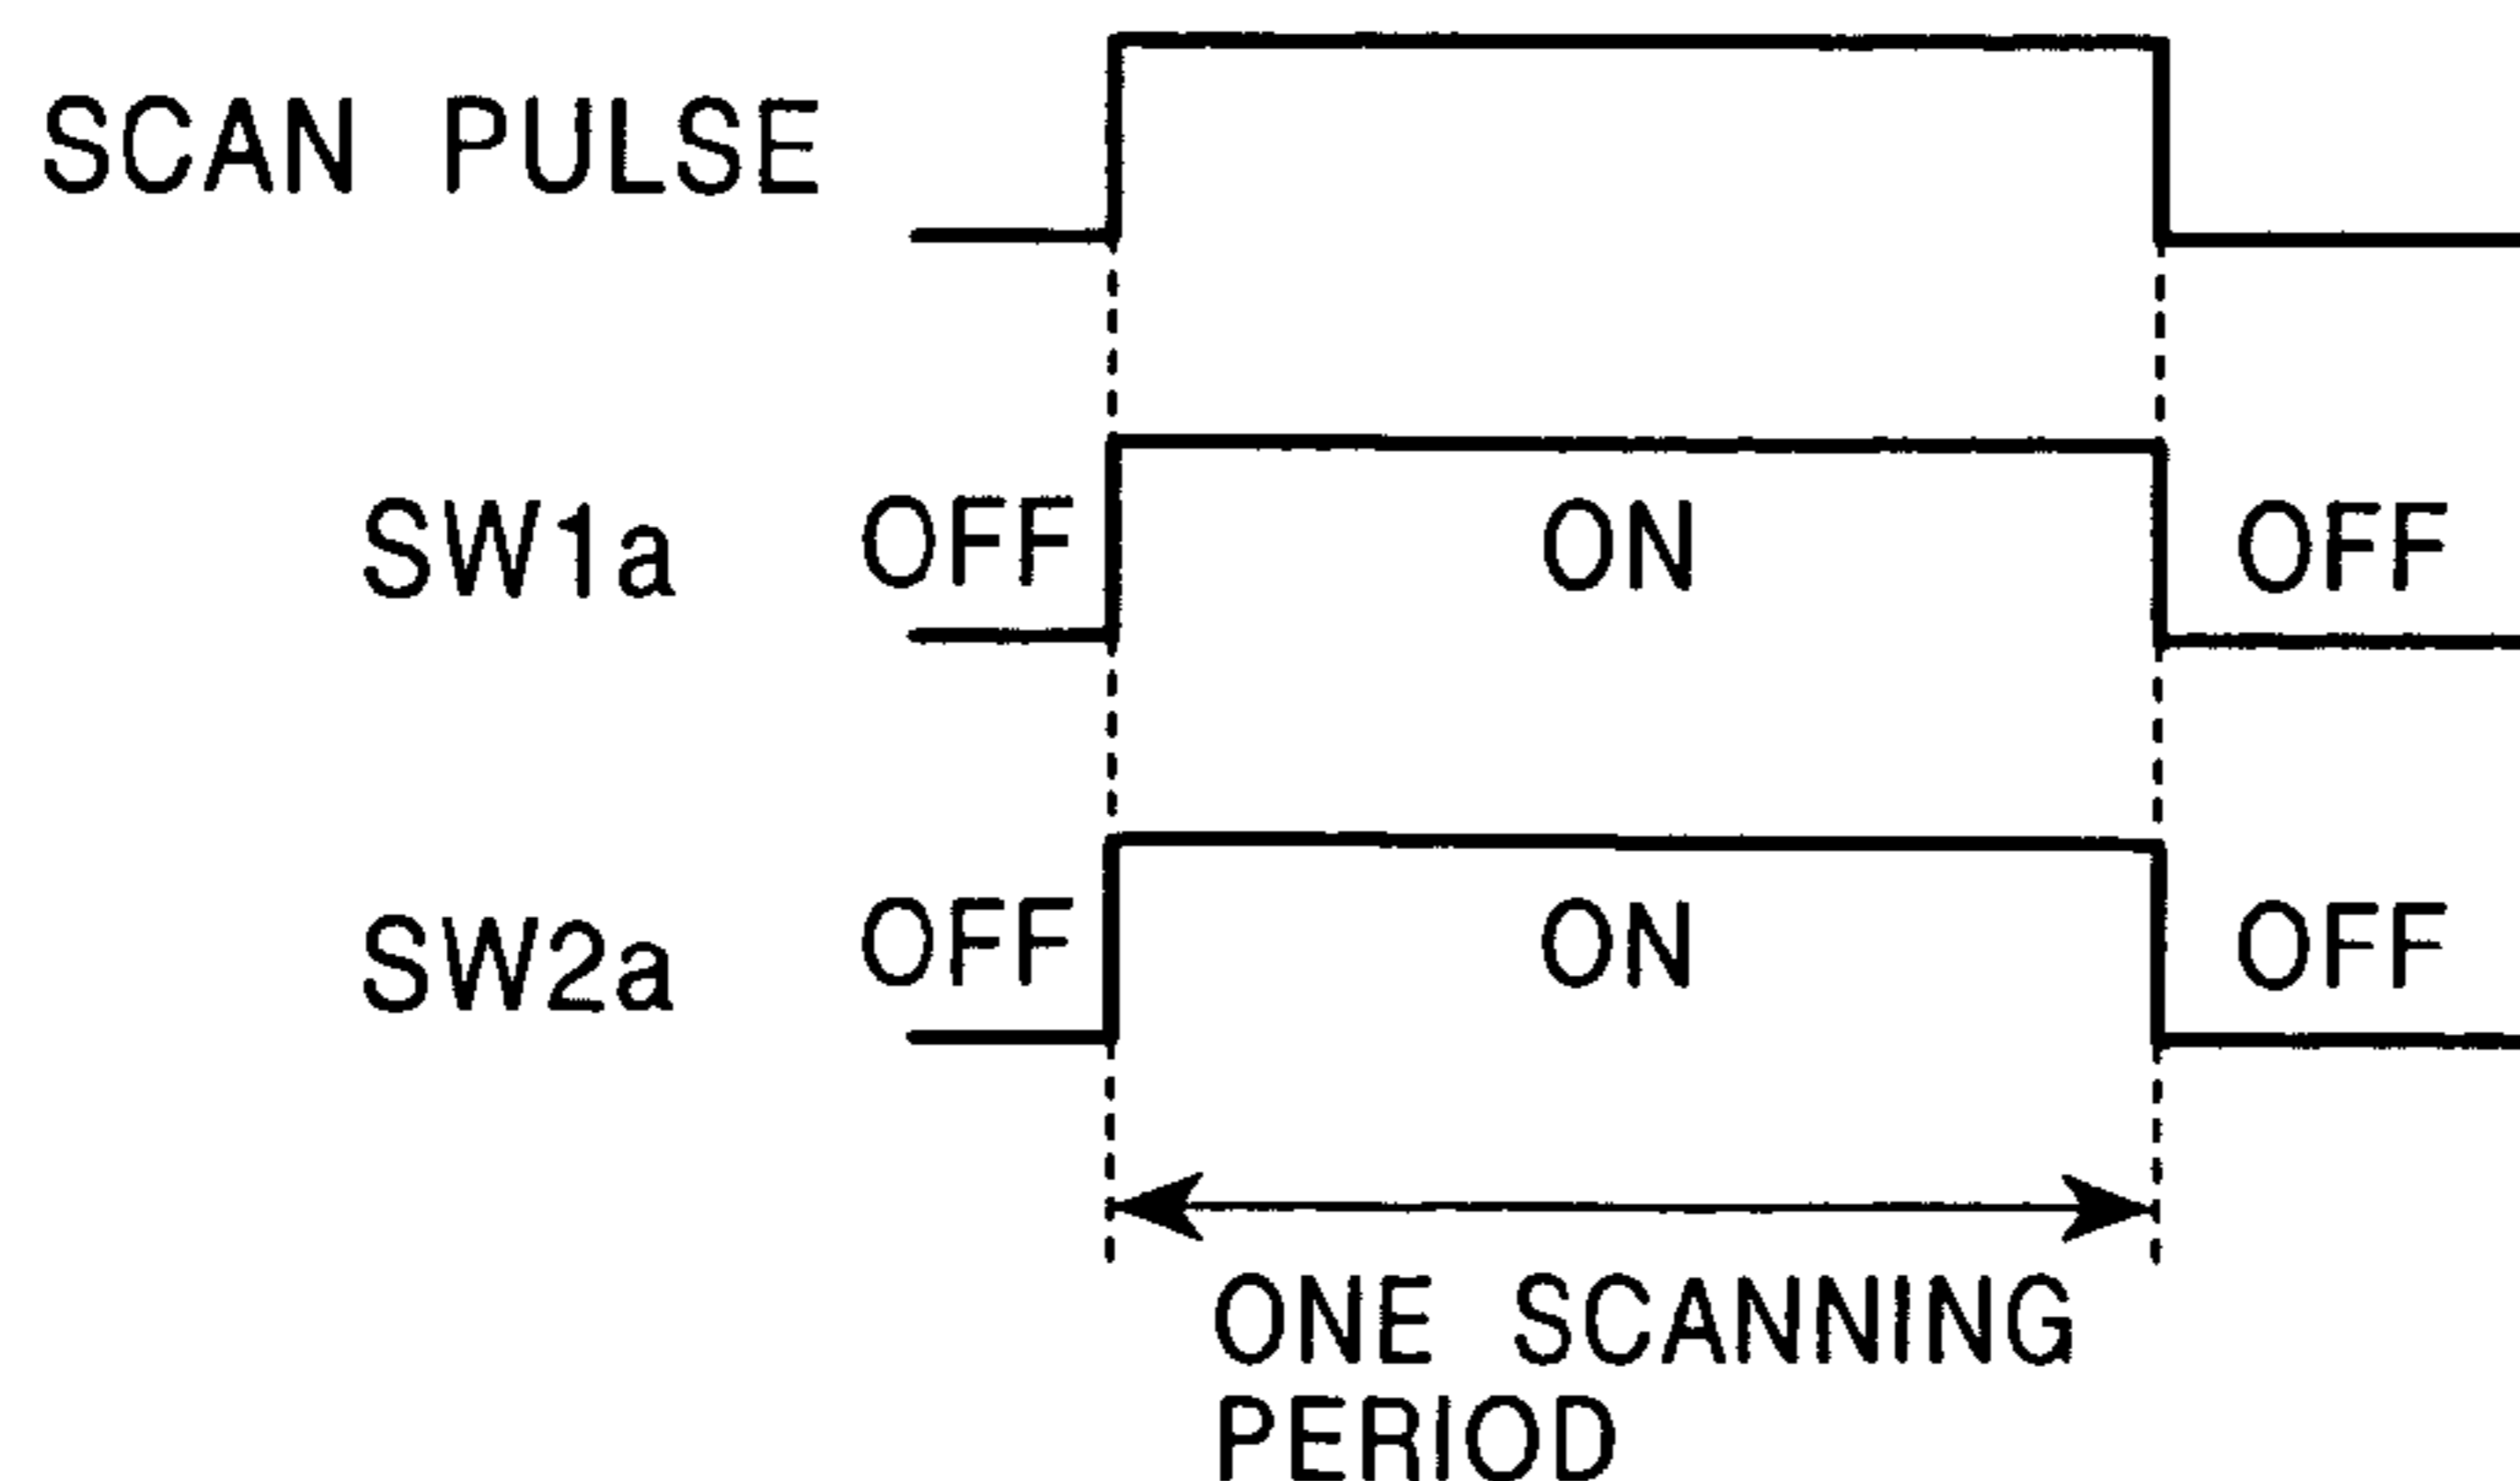 SCAN PULSE
SW1a OFF ON OFF
SW2a OFF ON OFF
ONE SCANNING
PERIOD